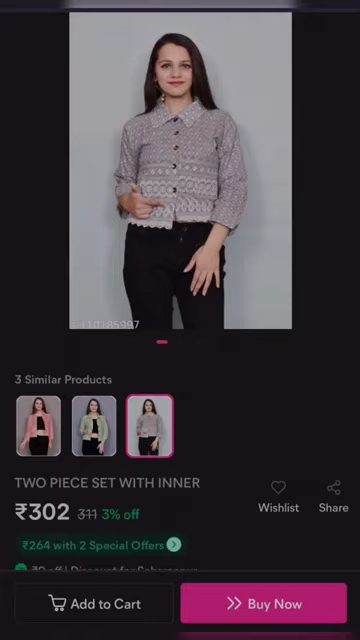 3 Similar Products
TWO PIECE SET WITH INNER
₹302 311 3% off
Wishlist
Share
₹264 with 2 Special Offers
Add to Cart
Buy Now